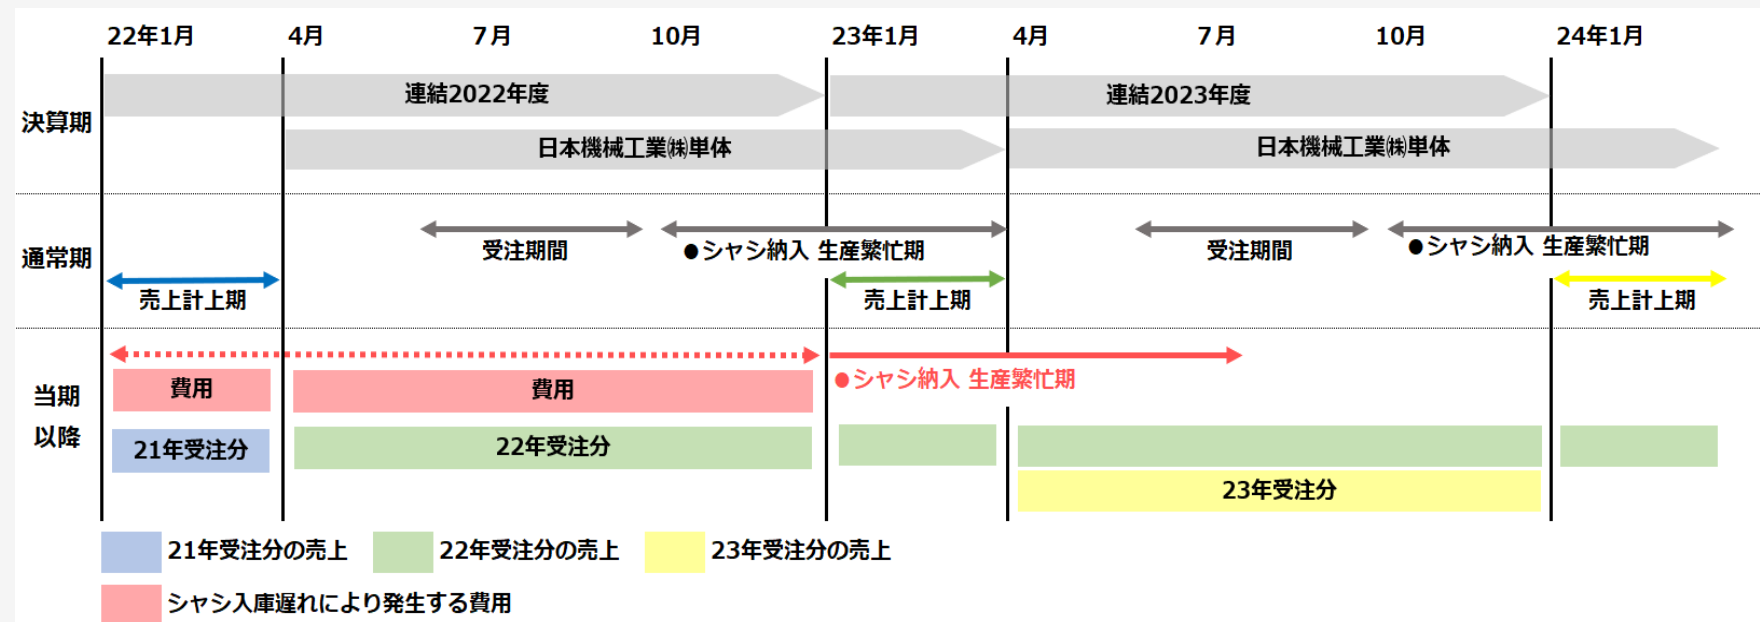 22年1月 4月 7月 10月 23年1月 4月 7月 10月 24年1月
決算期
連結2022年度 連結2023年度
日本機械工業㈱単体 日本機械工業㈱単体
通常期
受注期間 ●シャシ納入 生産繁忙期 受注期間 ●シャシ納入 生産繁忙期
売上計上期 売上計上期 売上計上期
当期
以降
●シャシ納入 生産繁忙期
費用 費用
21年受注分 22年受注分
23年受注分
21年受注分の売上 22年受注分の売上 23年受注分の売上
シャシ入庫遅れにより発生する費用